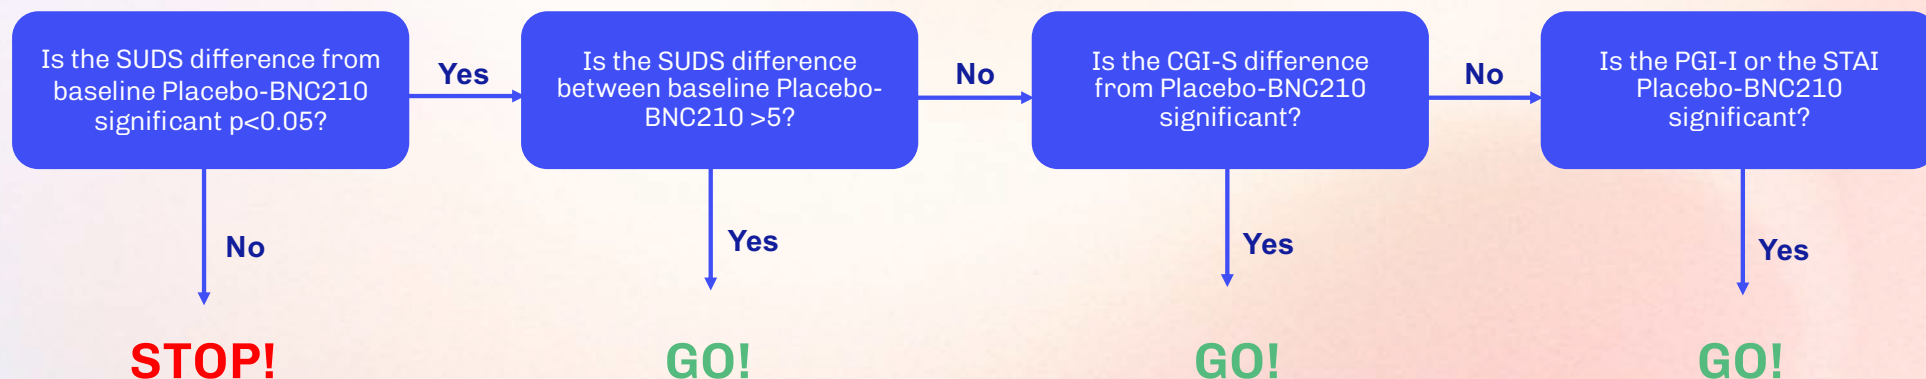 Is the SUDS difference from
baseline Placebo-BNC210
significant p<0.05?
Yes
Is the SUDS difference
between baseline Placebo-
BNC210 >5?
No
Is the CGI-S difference
from Placebo-BNC210
significant?
No
Is the PGI-I or the STAI
Placebo-BNC210
significant?
No
Yes
Yes
Yes
STOP!
GO!
GO!
GO!